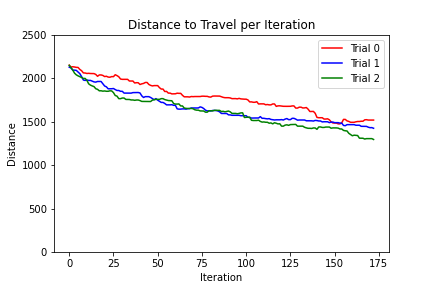 Distance to Travel per Iteration
Trial 0
Trial 1
Trial 2
2500
2000
1500
1000
500
0
Distance
0 25 50 75 100 125 150 175
Iteration